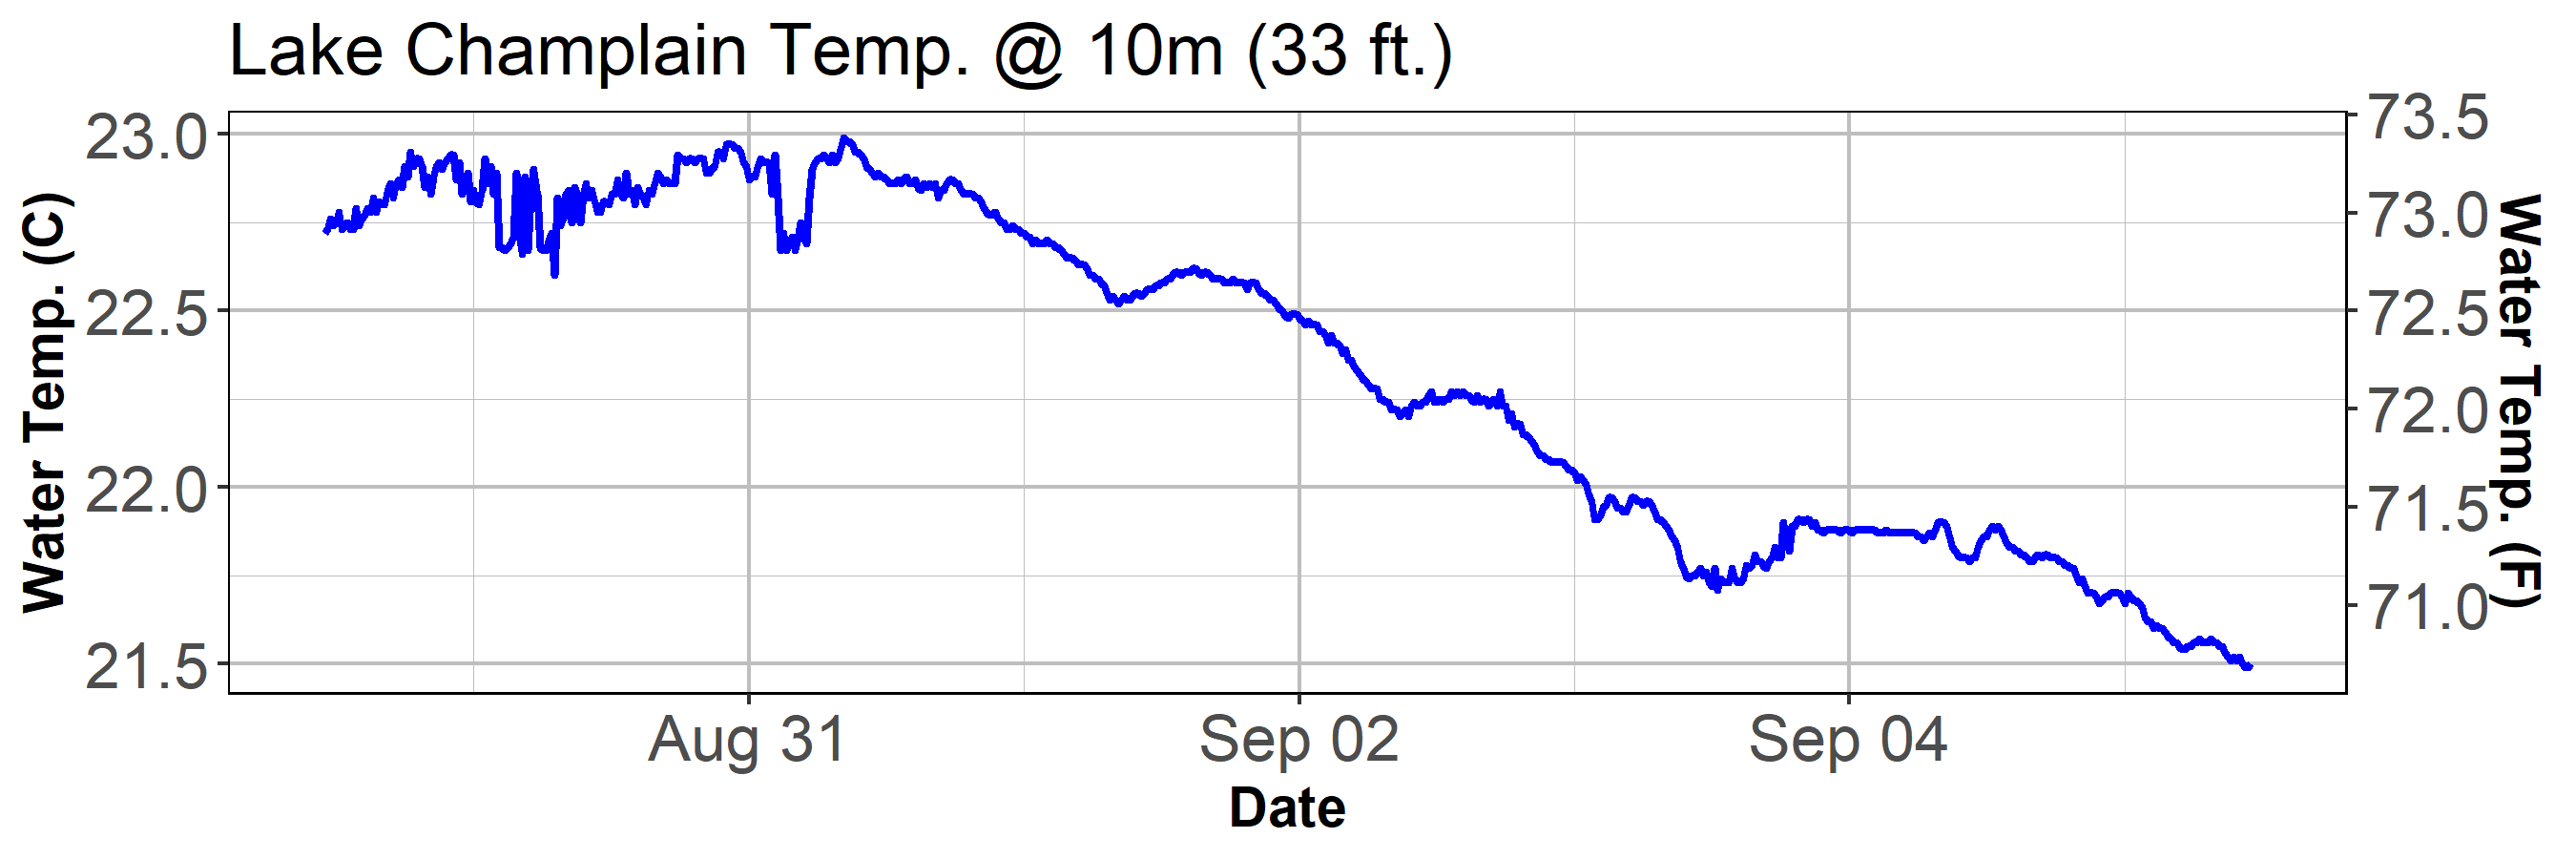 Lake Champlain Temp. @ 10m (33 ft.)
Water Temp. (C)
23.0
22.5
22.0
21.5
73.5
73.0
72.5
72.0
71.5
71.0
Water Temp. (F)
Aug 31
Sep 02
Sep 04
Date